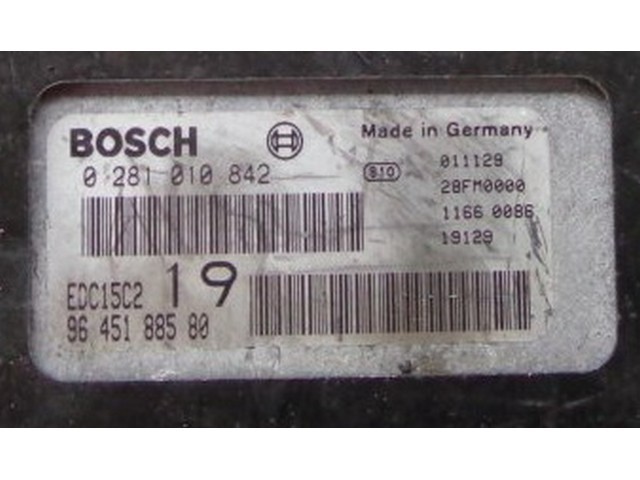 BOSCH
Made in Germany
0 281 010 842
810
011129
28FM0000
1166 0086
19129
EDC15C2 19
96 451 885 80